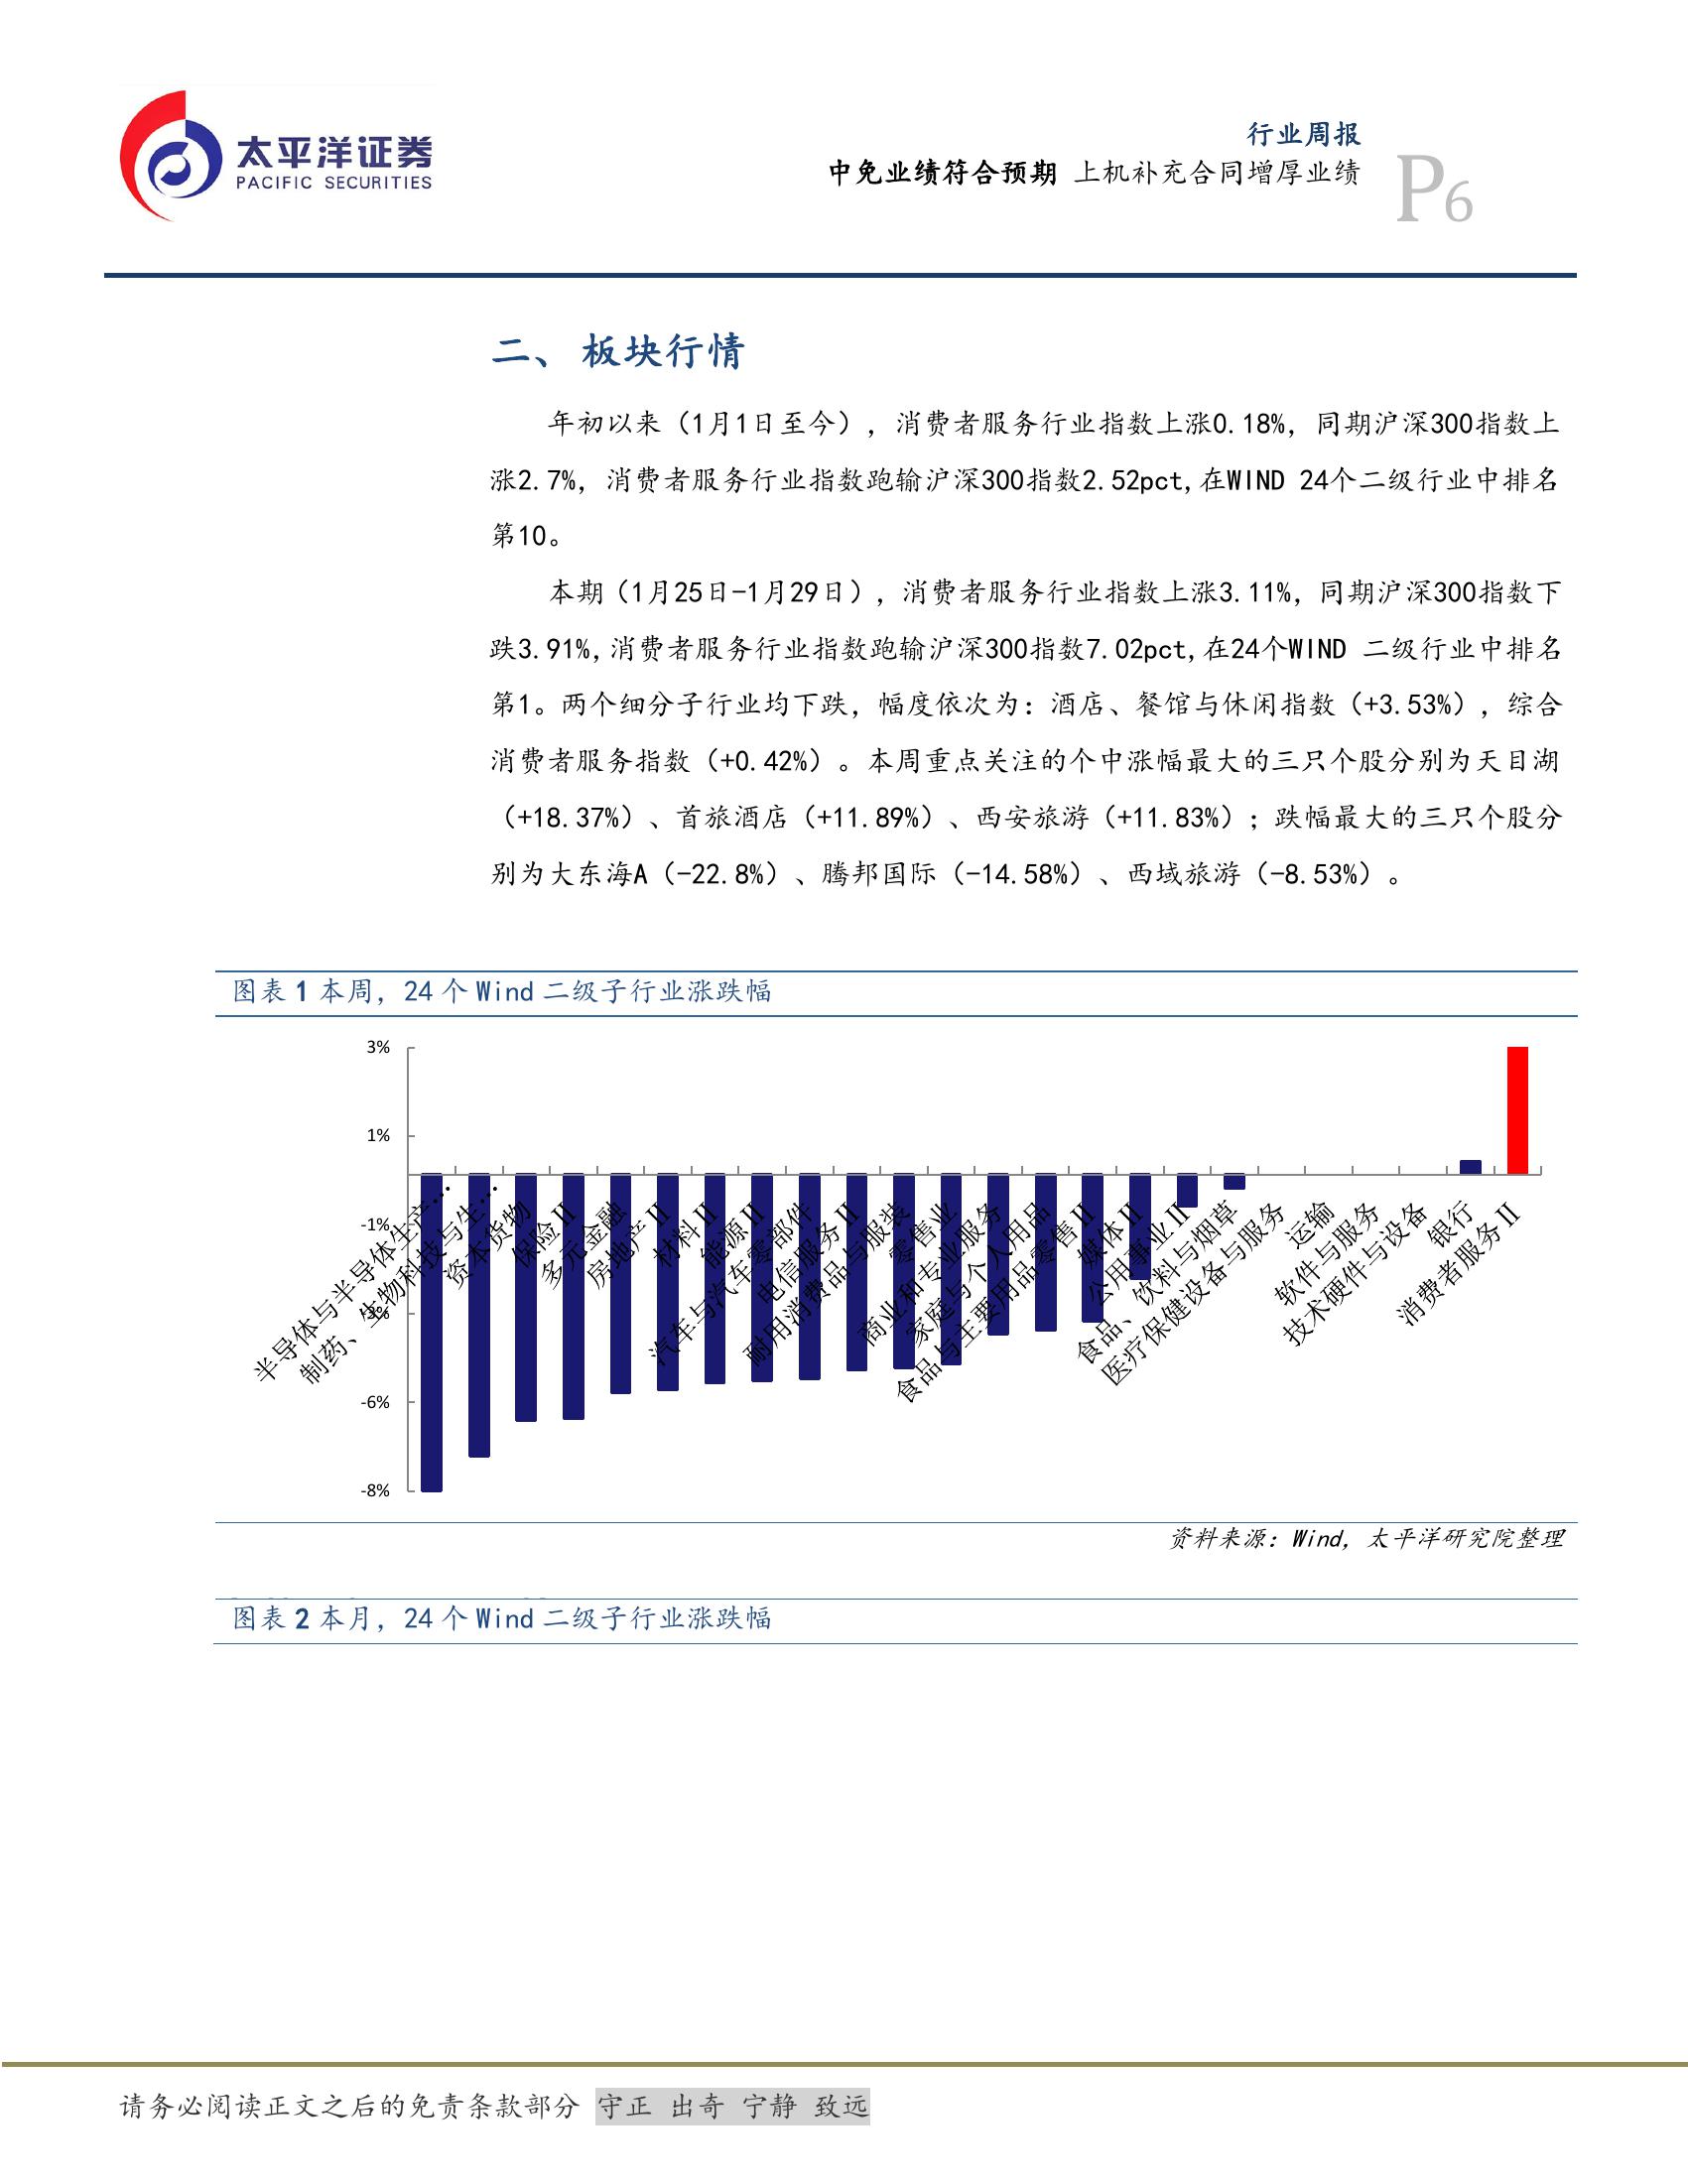 太平洋证券
PACIFIC SECURITIES
行业周报
中免业绩符合预期 上机补充合同增厚业绩
P6
二、 板块行情
年初以来（1月1日至今），消费者服务行业指数上涨0.18%，同期沪深300指数上
涨2.7%，消费者服务行业指数跑输沪深300指数2.52pct,在WIND 24个二级行业中排名
第10。
本期（1月25日-1月29日），消费者服务行业指数上涨3.11%，同期沪深300指数下
跌3.91%,消费者服务行业指数跑输沪深300指数7.02pct,在24个WIND 二级行业中排名
第1。两个细分子行业均下跌，幅度依次为：酒店、餐馆与休闲指数（+3.53%），综合
消费者服务指数（+0.42%）。本周重点关注的个中涨幅最大的三只个股分别为天目湖
（+18.37%）、首旅酒店（+11.89%）、西安旅游（+11.83%）；跌幅最大的三只个股分
别为大东海A（-22.8%）、腾邦国际（-14.58%）、西域旅游（-8.53%）。
图表 1 本周，24 个 Wind 二级子行业涨跌幅
3%
1%
-1%
-3%
-6%
-8%
半导体与半导体生产…
制药、生物科技与生…
资本货物
保险Ⅱ
多元金融
房地产Ⅱ
材料Ⅱ
能源Ⅱ
汽车与汽车零部件
电信服务Ⅱ
耐用消费品与服装
零售业
商业和专业服务
家庭与个人用品
食品与主要用品零售Ⅱ
媒体Ⅱ
公用事业Ⅱ
食品、饮料与烟草
医疗保健设备与服务
运输
软件与服务
技术硬件与设备
银行
消费者服务Ⅱ
资料来源：Wind，太平洋研究院整理
图表 2 本月，24 个 Wind 二级子行业涨跌幅
请务必阅读正文之后的免责条款部分 守正 出奇 宁静 致远